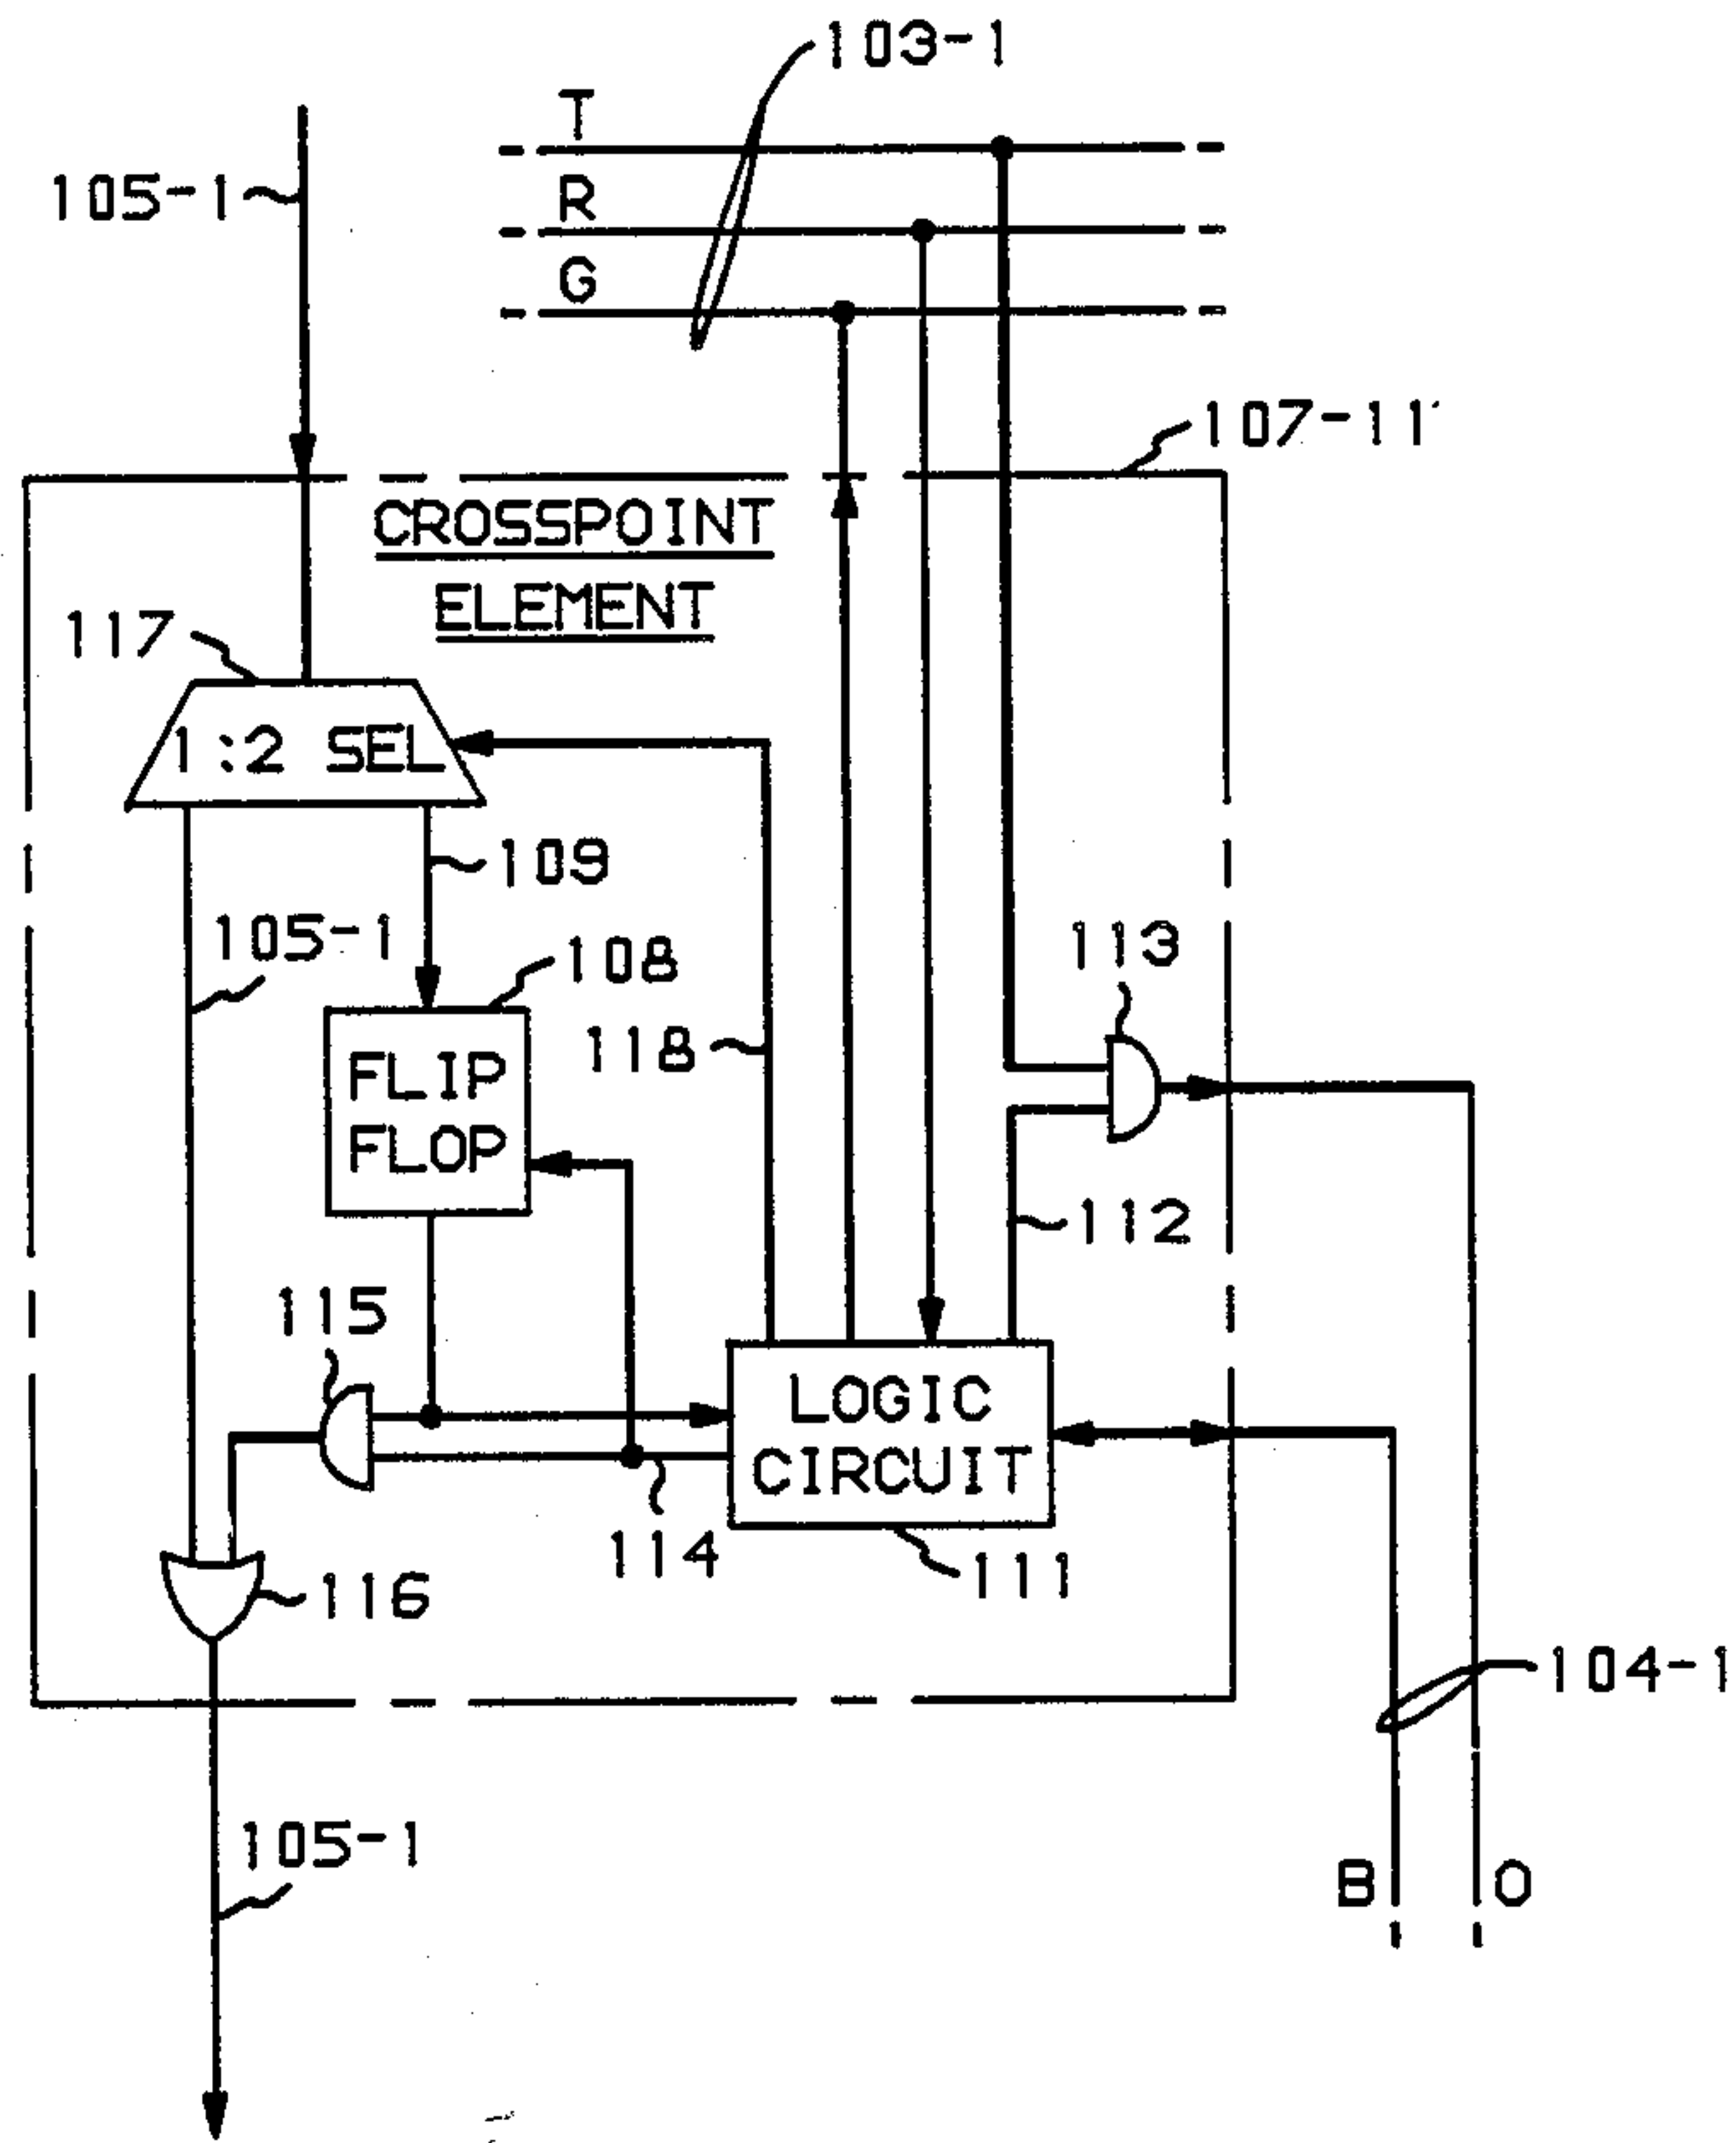 103-1
T
105-1
R
G
107-11
CROSSPOINT
ELEMENT
117
1:2 SEL
109
105-1
108
113
118
FLIP
FLOP
112
115
LOGIC
CIRCUIT
114
111
116
104-1
105-1
B
O